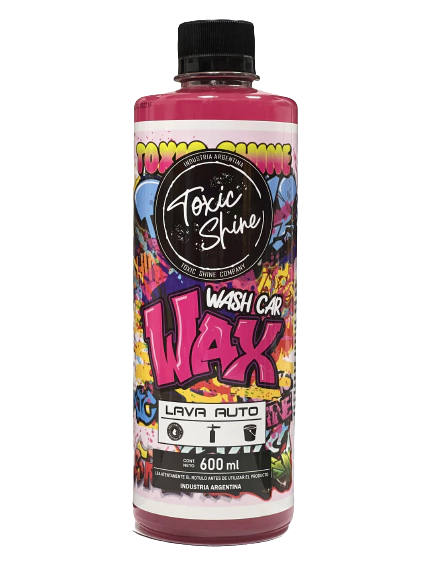 TOXIC SHINE
INDUSTRIA ARGENTINA
Toxic
Shine
TOXIC SHINE COMPANY
WASH CAR
WAX
LAVA AUTO
CONT.
NETO
600 ml
LEA ATENTAMENTE EL ROTULO ANTES DE UTILIZAR EL PRODUCTO
INDUSTRIA ARGENTINA